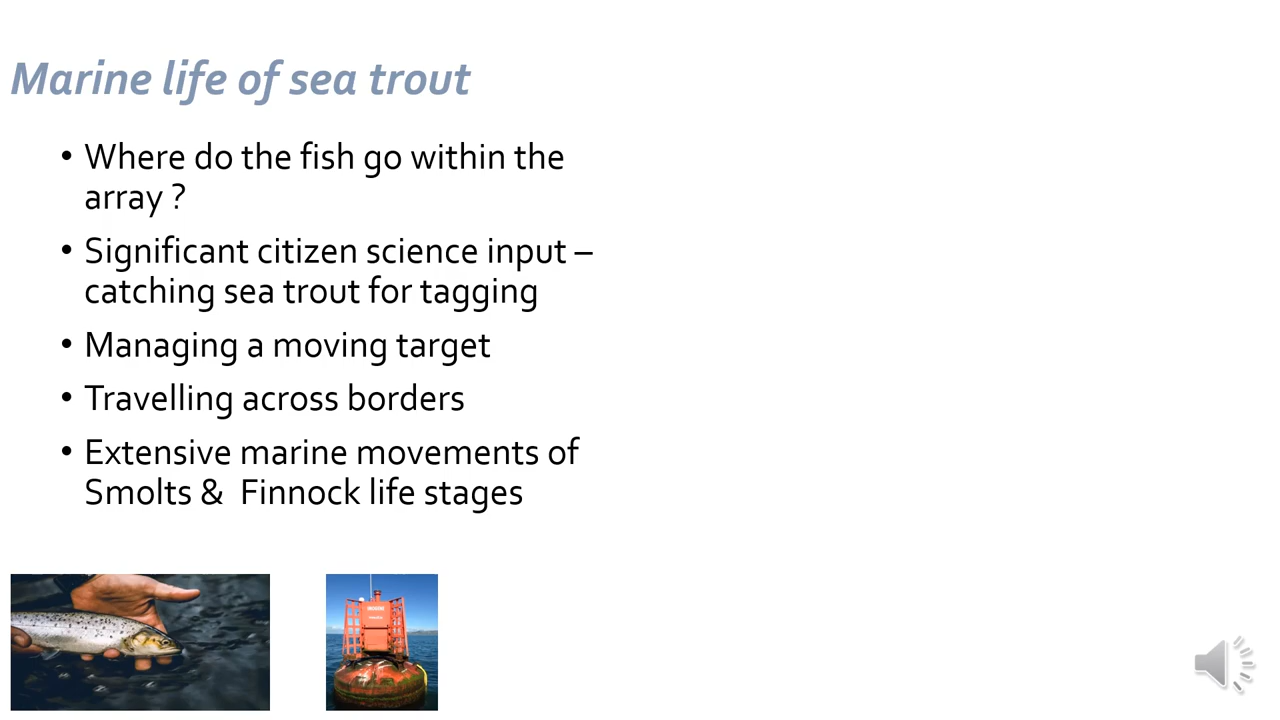 Marine life of sea trout
• Where do the fish go within the
array ?
• Significant citizen science input –
catching sea trout for tagging
• Managing a moving target
• Travelling across borders
• Extensive marine movements of
Smolts &  Finnock life stages